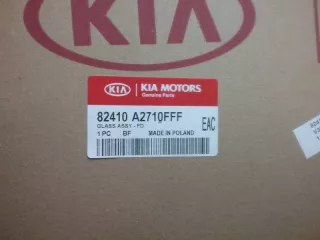 KIA
KIA KIA MOTORS
Genuine Parts
82410 A2710FFF
GLASS ASSY - FD
1 PC BF MADE IN POLAND
EAC